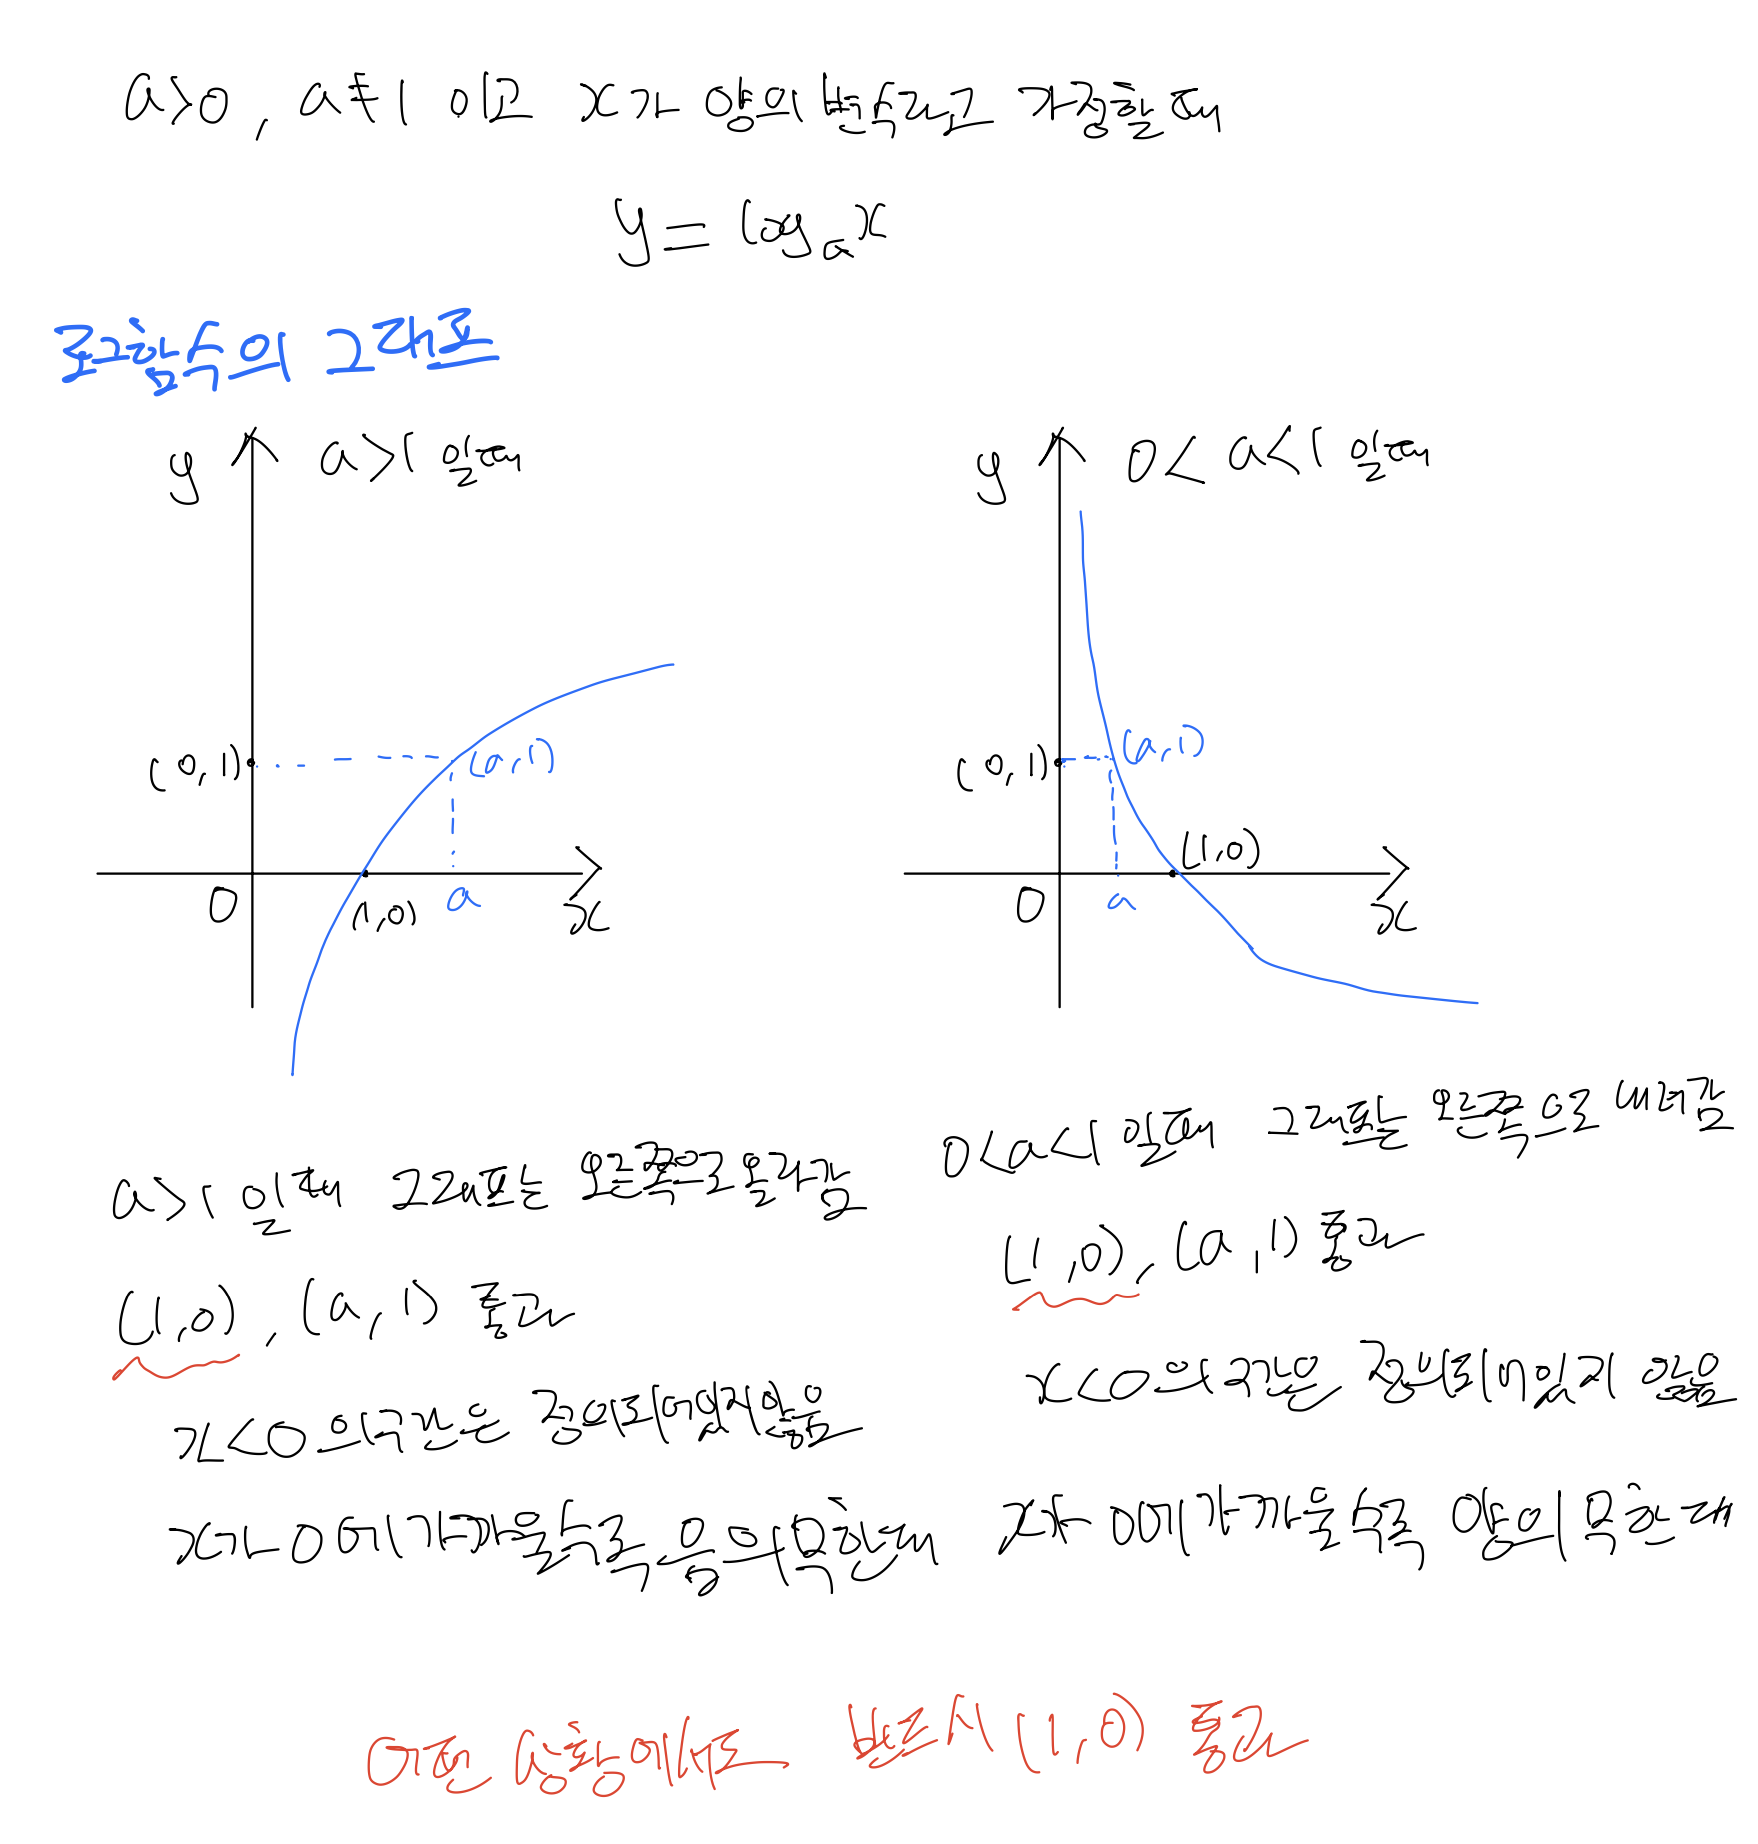 a>0, a≠1 이고 x가 양의 변수라고 가정할때
y=logₐx
로그함수의 그래프
y
a>1 일때
(0,1)
(a,1)
0
(1,0)
a
x
y
0<a<1 일때
(0,1)
(a,1)
(1,0)
0
a
x
a>1 일때 그래프는 오른쪽으로 올라감
(1,0), (a,1) 통과
x<0의 구간은 정의되어있지않음
x가 0에 가까울수록 음의 무한대
0<a<1 일때 그래프는 오른쪽으로 내려감
(1,0), (a,1) 통과
x<0의 구간은 정의되어있지 않음
x가 0에 가까울수록 양의 무한대
어떤 상황에서도 반드시 (1,0) 통과